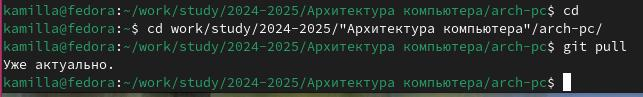 kamilla@fedora:~/work/study/2024-2025/Архитектура компьютера/arch-pc$ cd
kamilla@fedora:~$ cd work/study/2024-2025/"Архитектура компьютера"/arch-pc/
kamilla@fedora:~/work/study/2024-2025/Архитектура компьютера/arch-pc$ git pull
Уже актуально.
kamilla@fedora:~/work/study/2024-2025/Архитектура компьютера/arch-pc$